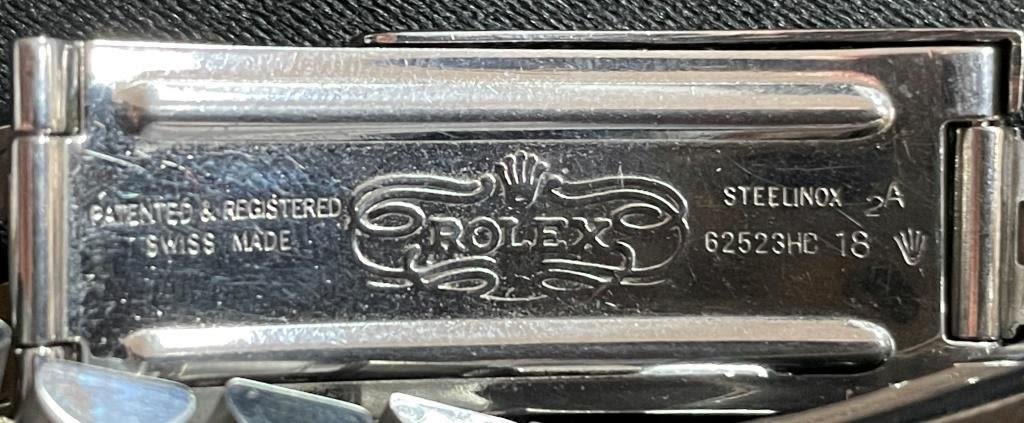 PATENTED & REGISTERED
SWISS MADE
ROLEX
STEELINOX 2A
62523HD 18